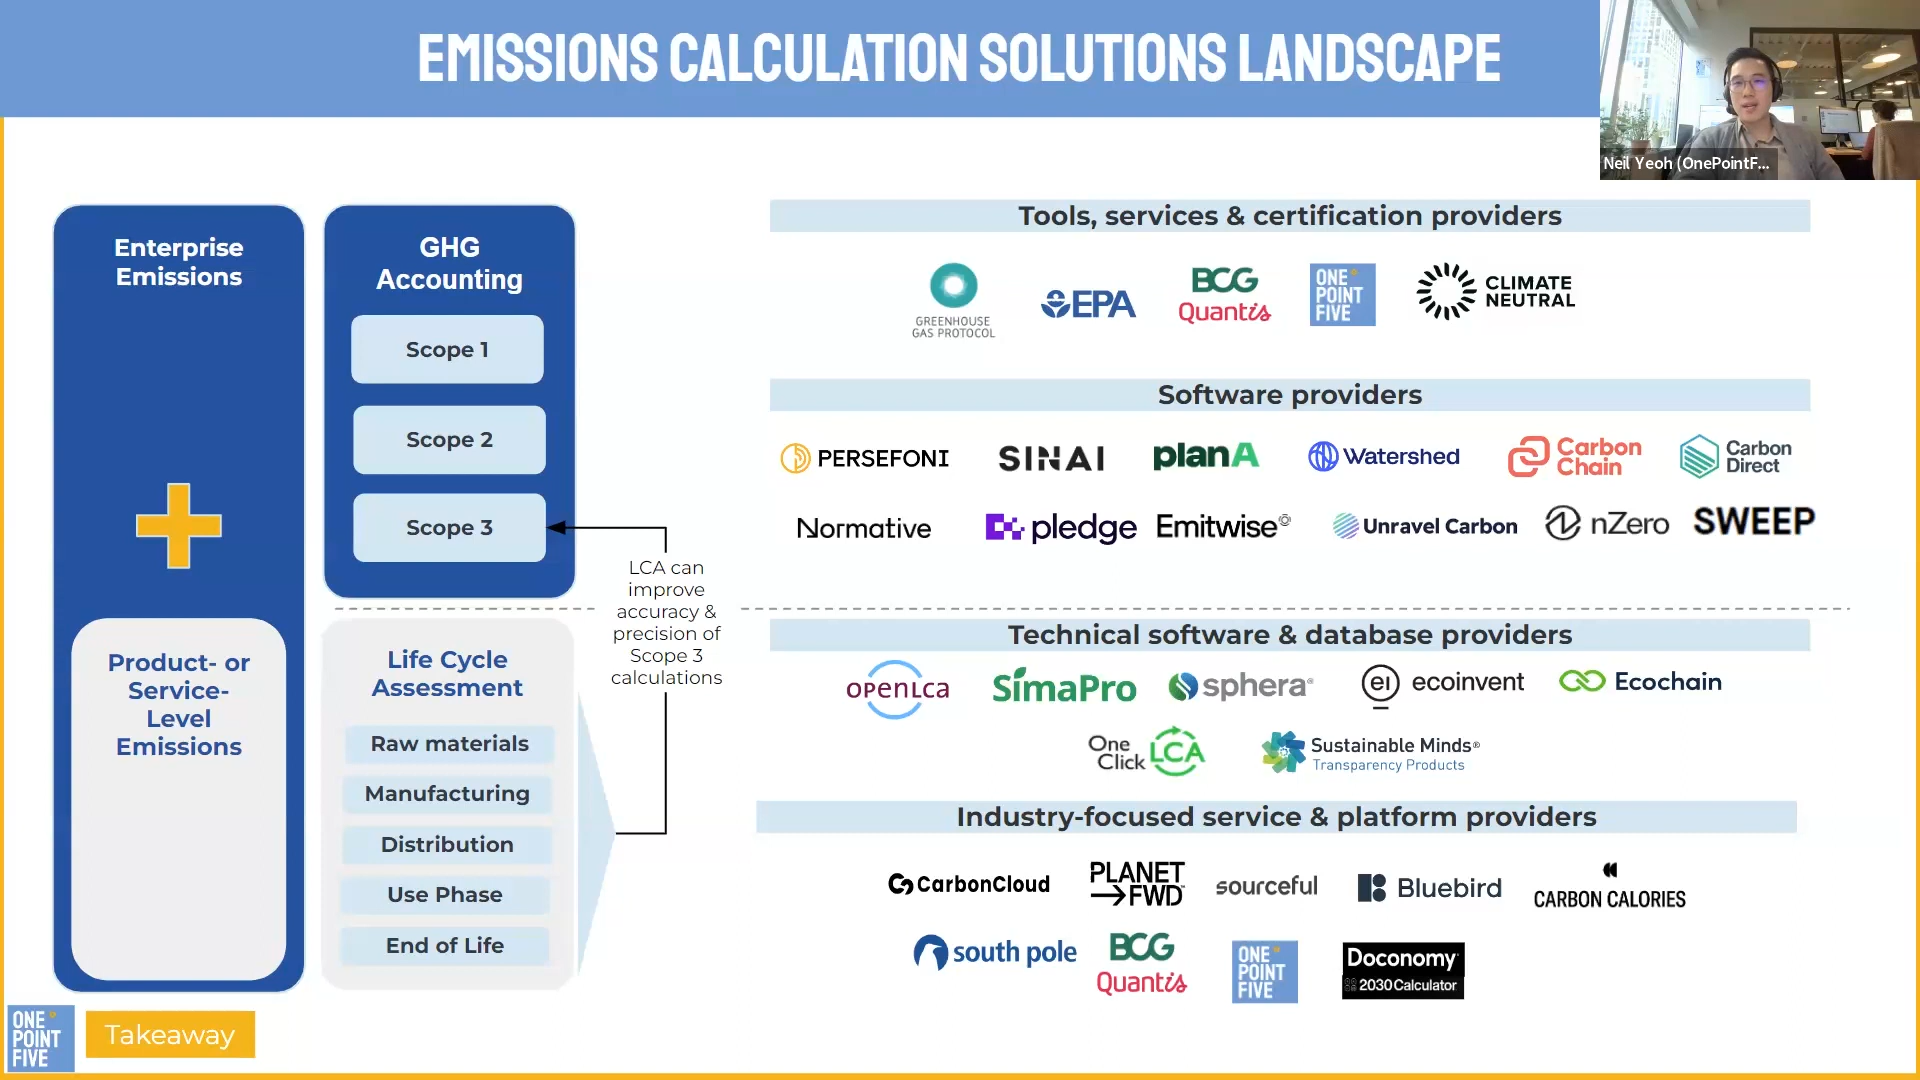 EMISSIONS CALCULATION SOLUTIONS LANDSCAPE
Neil Yeoh (OnePointF...
Enterprise
Emissions
Product- or
Service-
Level
Emissions
GHG
Accounting
Scope 1
Scope 2
Scope 3
LCA can
improve
accuracy &
precision of
Scope 3
calculations
Life Cycle
Assessment
Raw materials
Manufacturing
Distribution
Use Phase
End of Life
Tools, services & certification providers
GREENHOUSE
GAS PROTOCOL
EPA
BCG
Quantis
ONE
POINT
FIVE
CLIMATE
NEUTRAL
Software providers
PERSEFONI
SINAI
planA
Watershed
Carbon
Chain
Carbon
Direct
Normative
pledge
Emitwise
Unravel Carbon
nZero
SWEEP
Technical software & database providers
openLca
SimaPro
sphera®
ei
ecoinvent
Ecochain
One
Click
LCA
Sustainable Minds®
Transparency Products
Industry-focused service & platform providers
CarbonCloud
PLANET
→FWD
sourceful
Bluebird
CARBON CALORIES
south pole
BCG
Quantis
ONE
POINT
FIVE
Doconomy
2030 Calculator
ONE
POINT
FIVE
Takeaway